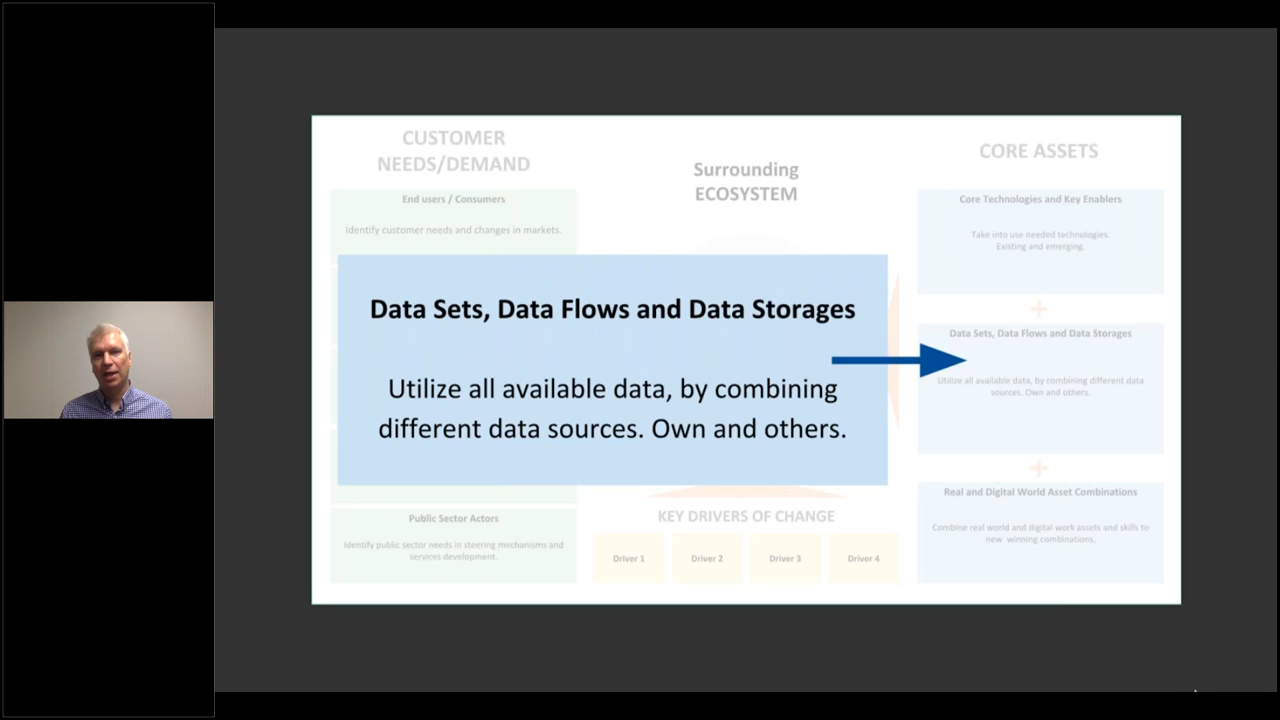 CUSTOMER
NEEDS/DEMAND
End users / Consumers
Identify customer needs and changes in markets.
Surrounding
ECOSYSTEM
CORE ASSETS
Core Technologies and Key Enablers
Take into use needed technologies.
Existing and emerging.
Data Sets, Data Flows and Data Storages
Utilize all available data, by combining
different data sources. Own and others.
+
Data Sets, Data Flows and Data Storages
Utilize all available data, by combining different data
sources. Own and others.
+
Real and Digital World Asset Combinations
Combine real world and digital work assets and skills to
new winning combinations.
Public Sector Actors
Identify public sector needs in steering mechanisms and
services development.
KEY DRIVERS OF CHANGE
Driver 1
Driver 2
Driver 3
Driver 4